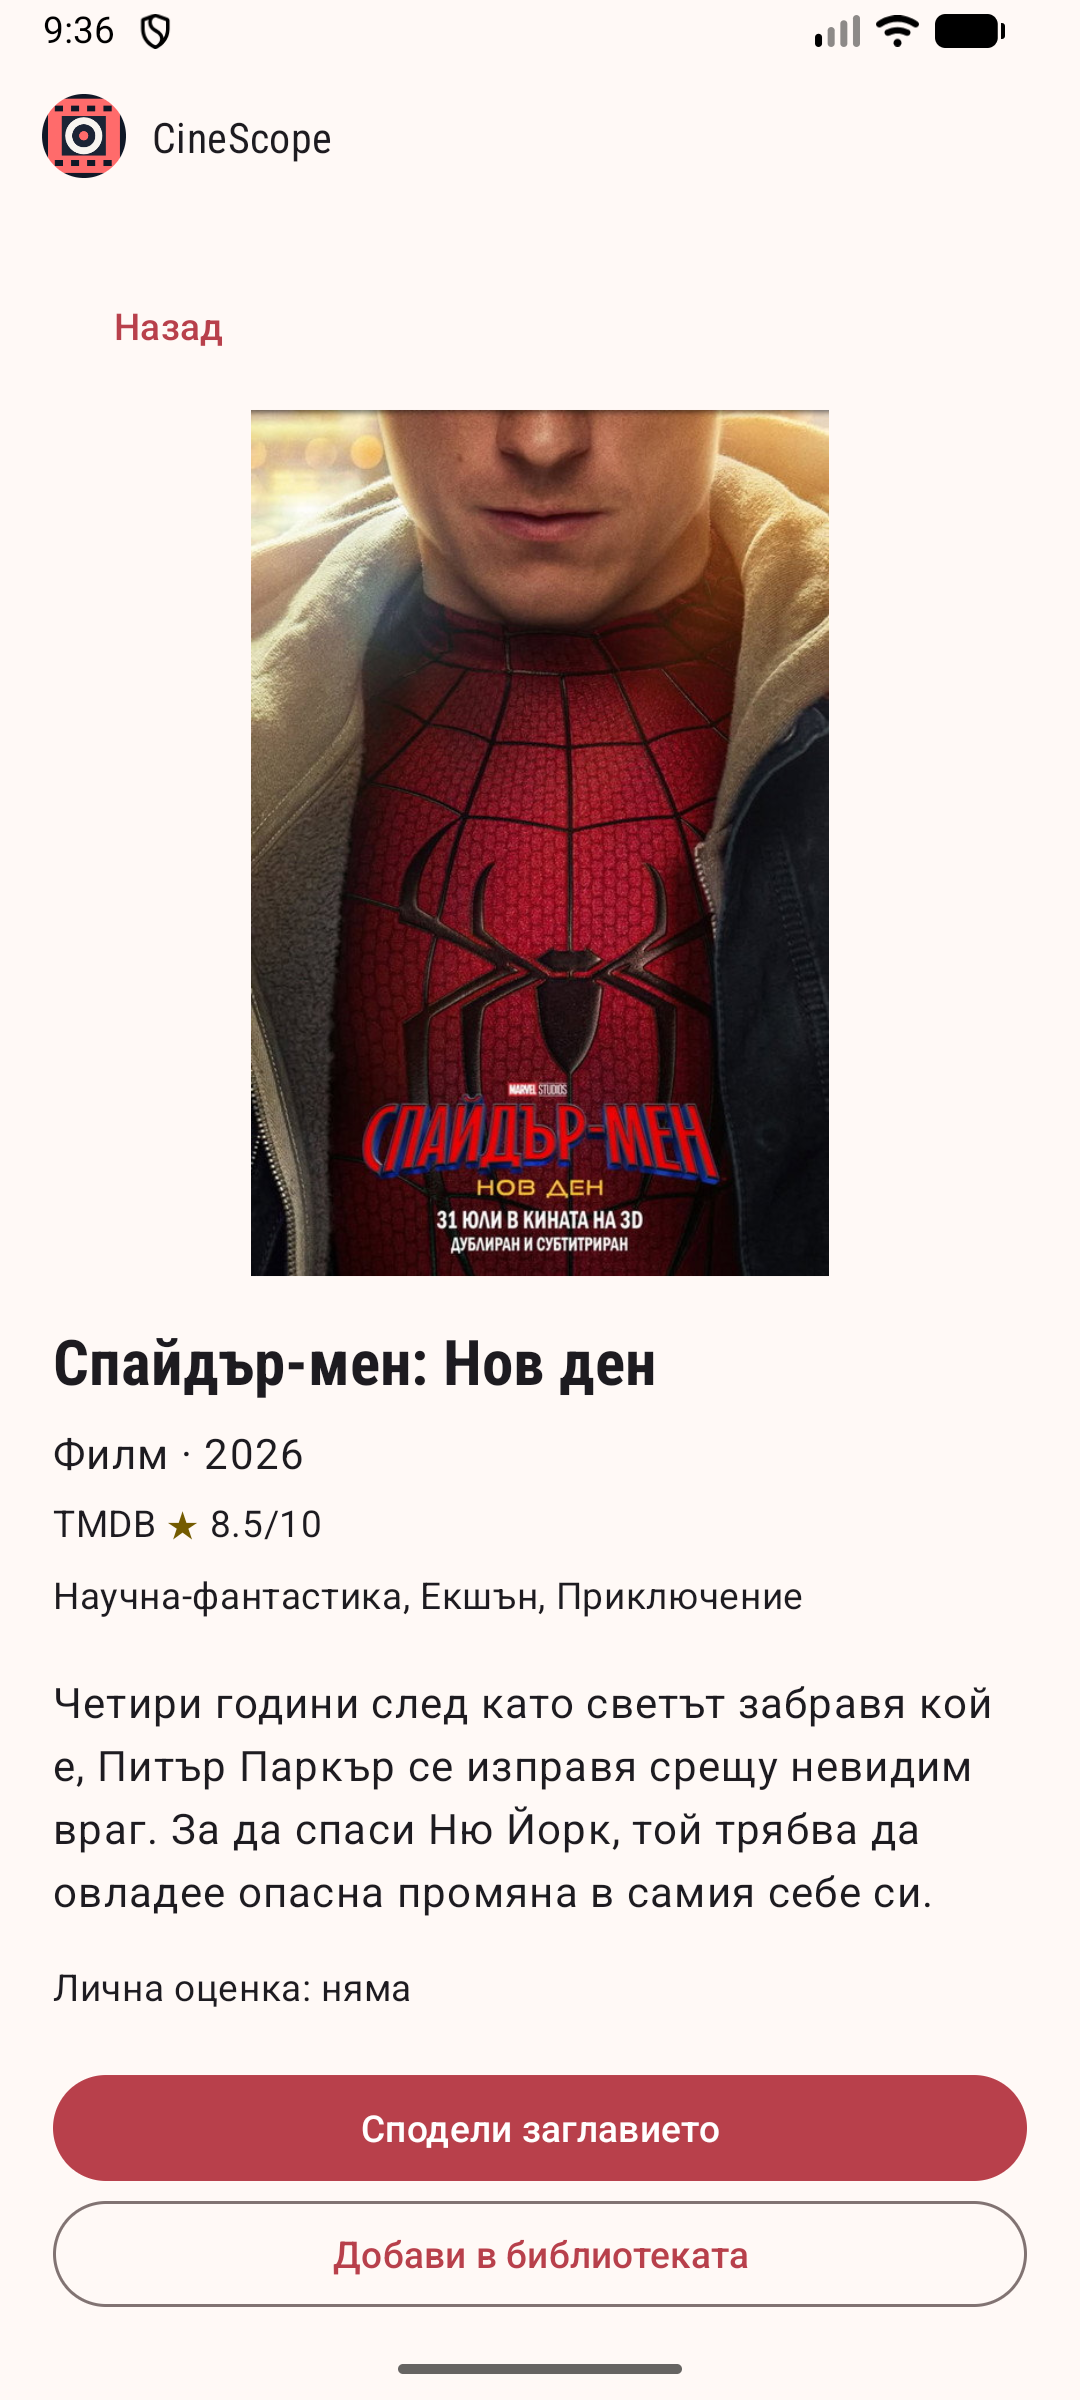 9:36
CineScope
Назад
MARVEL STUDIOS
СПАЙДЪР-МЕН
НОВ ДЕН
31 ЮЛИ В КИНАТА НА 3D
ДУБЛИРАН И СУБТИТРИРАН
Спайдър-мен: Нов ден
Филм · 2026
TMDB ★ 8.5/10
Научна-фантастика, Екшън, Приключение
Четири години след като светът забравя кой
е, Питър Паркър се изправя срещу невидим
враг. За да спаси Ню Йорк, той трябва да
овладее опасна промяна в самия себе си.
Лична оценка: няма
Сподели заглавието
Добави в библиотеката